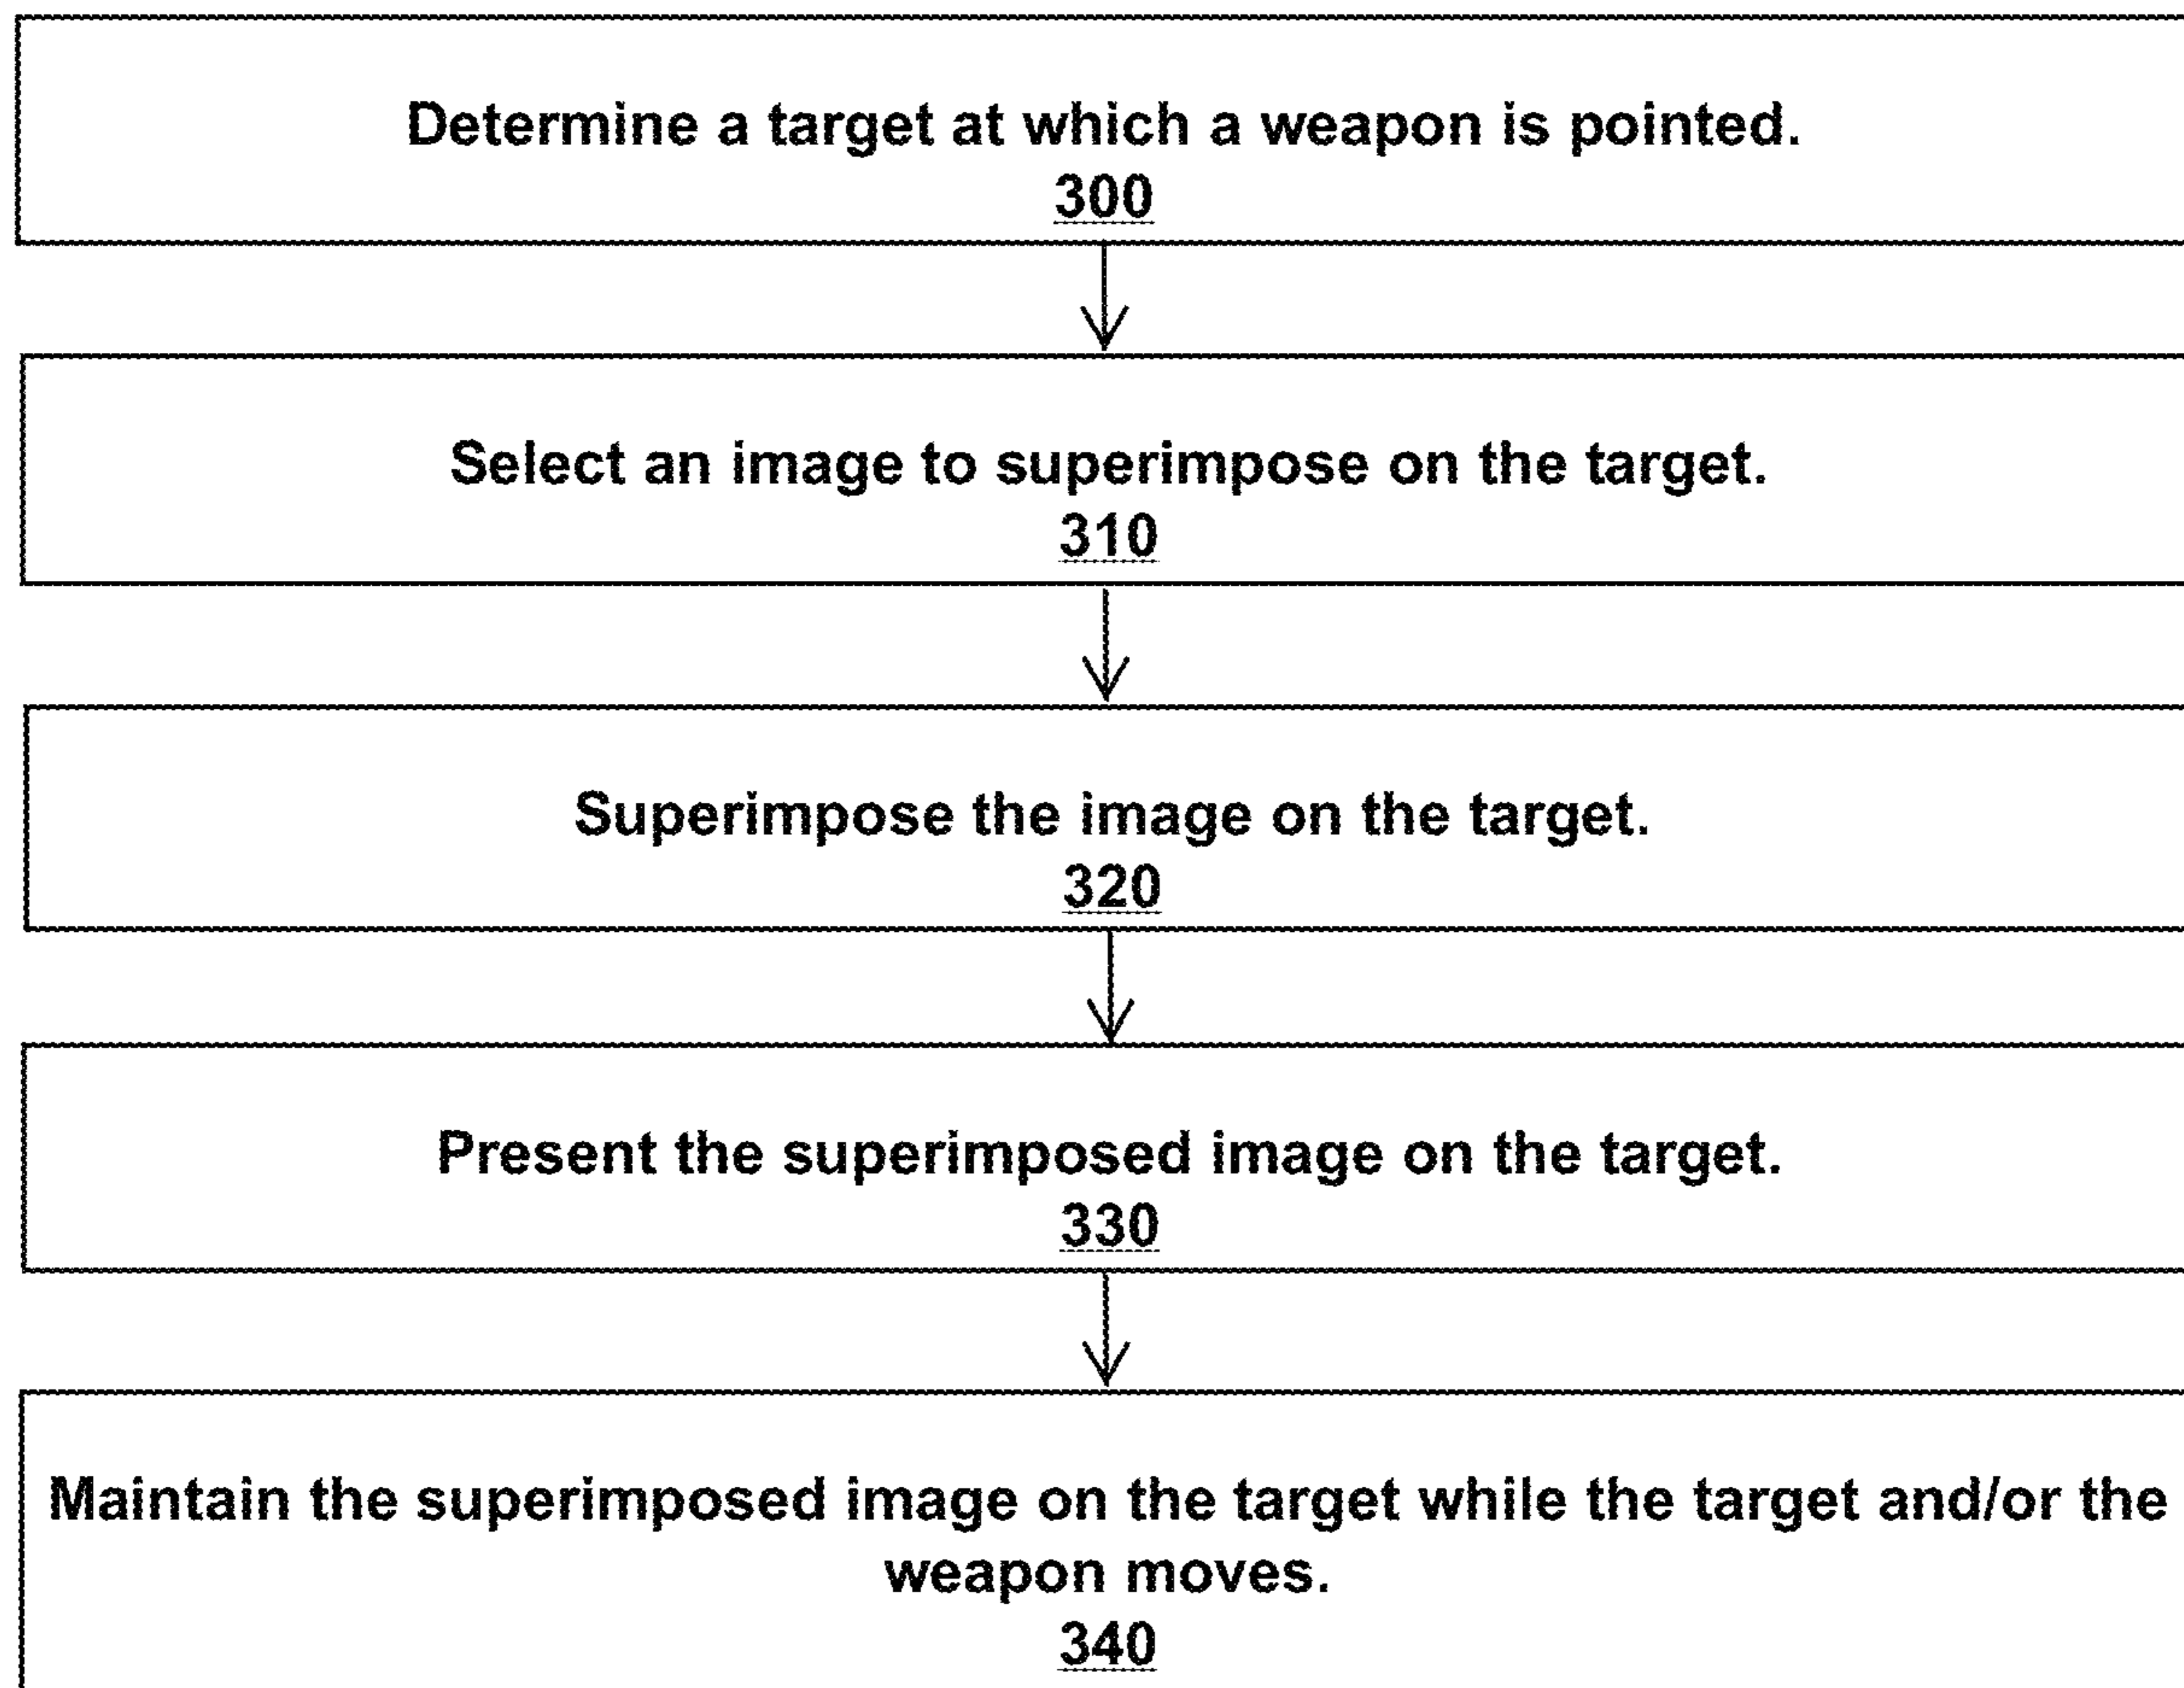 Determine a target at which a weapon is pointed.
300
Select an image to superimpose on the target.
310
Superimpose the image on the target.
320
Present the superimposed image on the target.
330
Maintain the superimposed image on the target while the target and/or the
weapon moves.
340